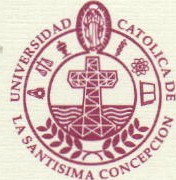 UNIVERSIDAD CATOLICA DE
LA SANTISIMA CONCEPCION